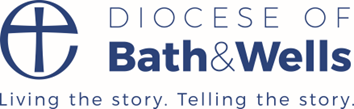 DIOCESE OF
Bath&Wells
Living the story. Telling the story.